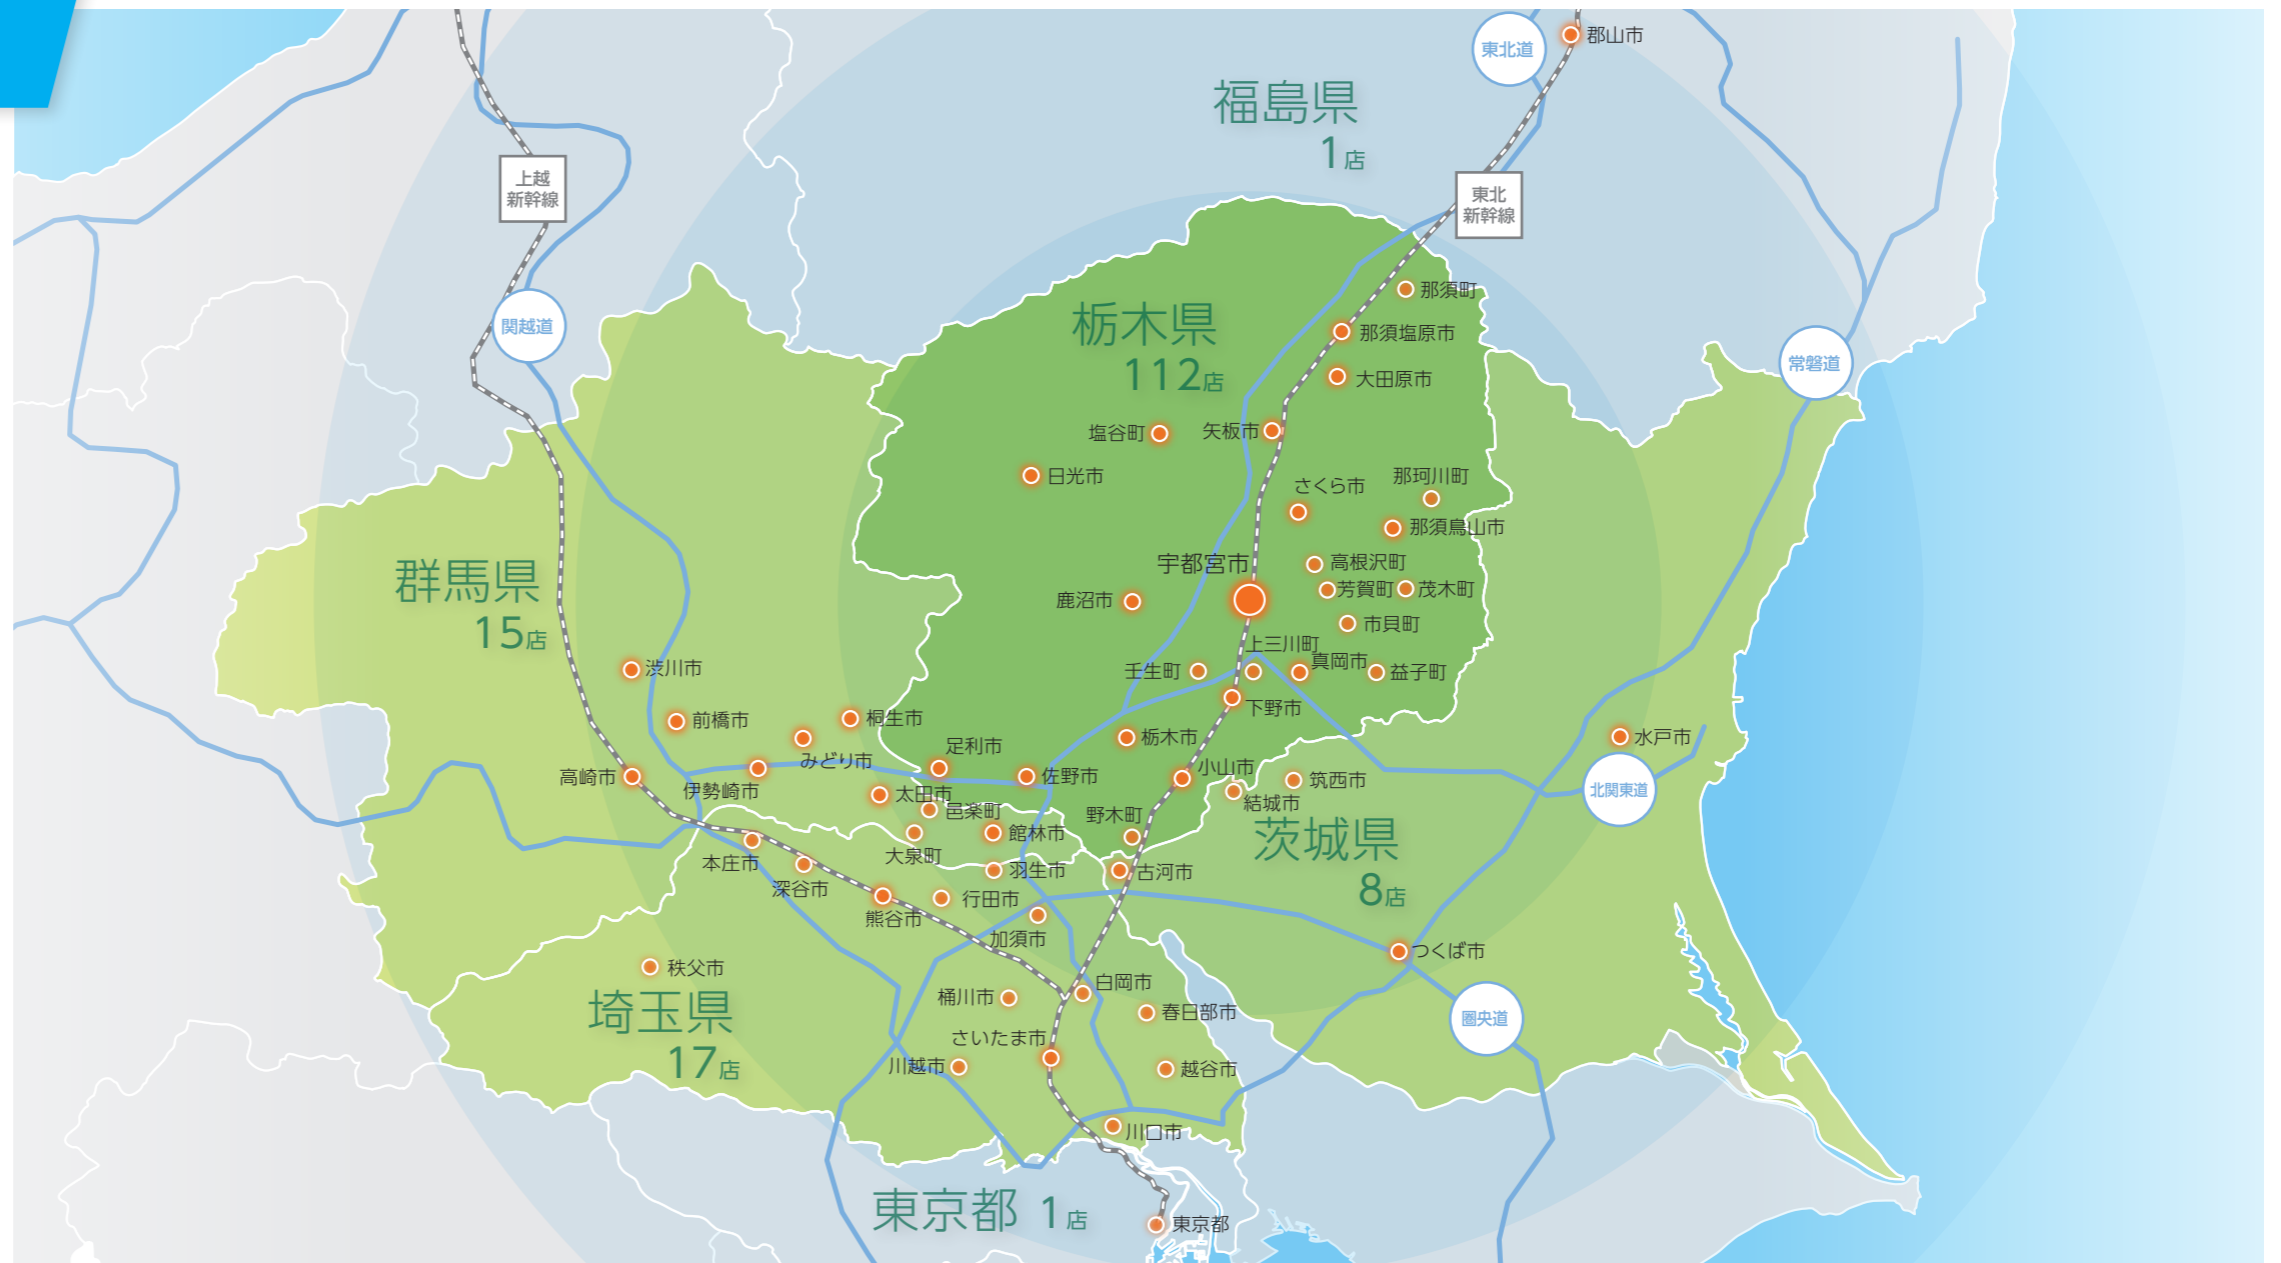 東北道
郡山市
福島県
1店
上越
新幹線
東北
新幹線
関越道
那須町
栃木県
112店
那須塩原市
常磐道
大田原市
塩谷町
矢板市
日光市
さくら市
那珂川町
那須烏山市
宇都宮市
高根沢町
群馬県
15店
芳賀町
茂木町
鹿沼市
市貝町
上三川町
渋川市
壬生町
真岡市
益子町
下野市
前橋市
桐生市
栃木市
水戸市
足利市
みどり市
高崎市
伊勢崎市
佐野市
小山市
筑西市
北関東道
太田市
結城市
邑楽町
野木町
館林市
茨城県
8店
大泉町
本庄市
羽生市
古河市
深谷市
行田市
熊谷市
加須市
つくば市
秩父市
白岡市
桶川市
埼玉県
17店
春日部市
圏央道
さいたま市
川越市
越谷市
川口市
東京都 1店
東京都